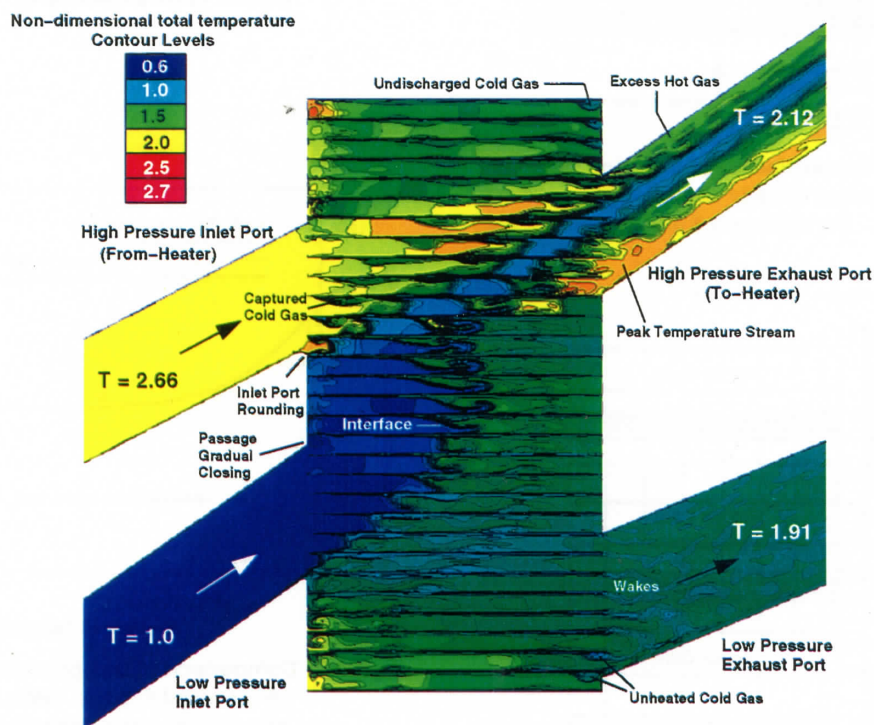 Non-dimensional total temperature
Contour Levels
0.6
1.0
1.5
2.0
2.5
2.7
Undischarged Cold Gas
Excess Hot Gas
T = 2.12
High Pressure Inlet Port
(From-Heater)
High Pressure Exhaust Port
(To-Heater)
Captured
Cold Gas
Peak Temperature Stream
T = 2.66
Inlet Port
Rounding
Interface
Passage
Gradual
Closing
T = 1.91
Wakes
T = 1.0
Low Pressure
Exhaust Port
Low Pressure
Inlet Port
Unheated Cold Gas